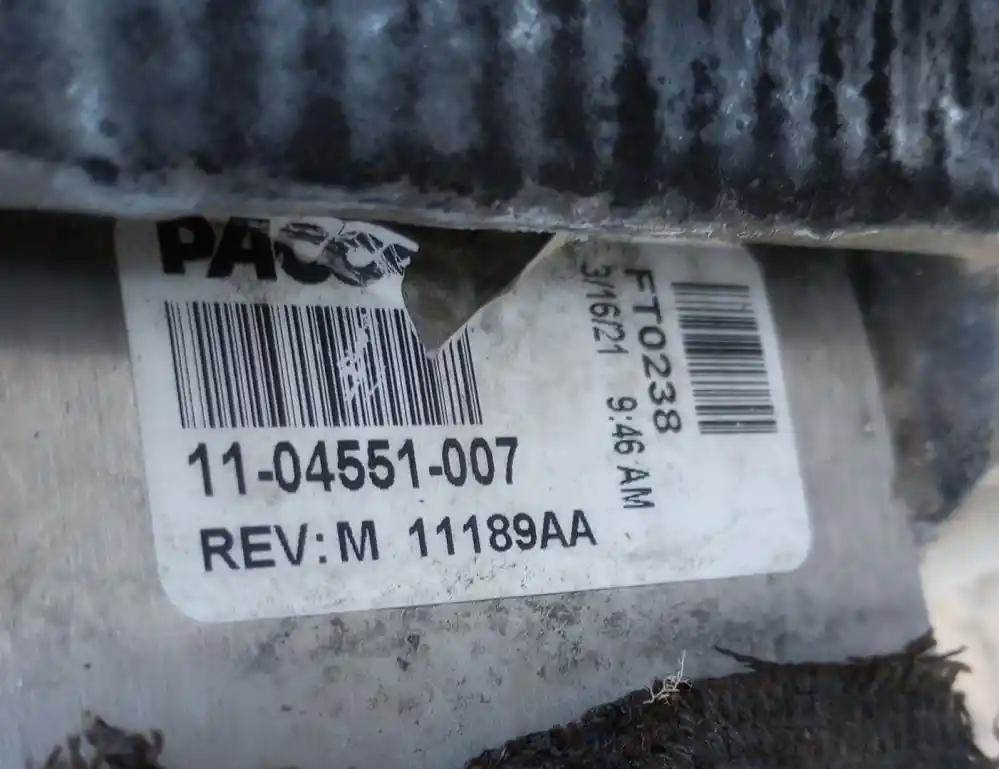 11-04551-007
REV:M 11189AA
FT0238
3/16/21 9:46 AM